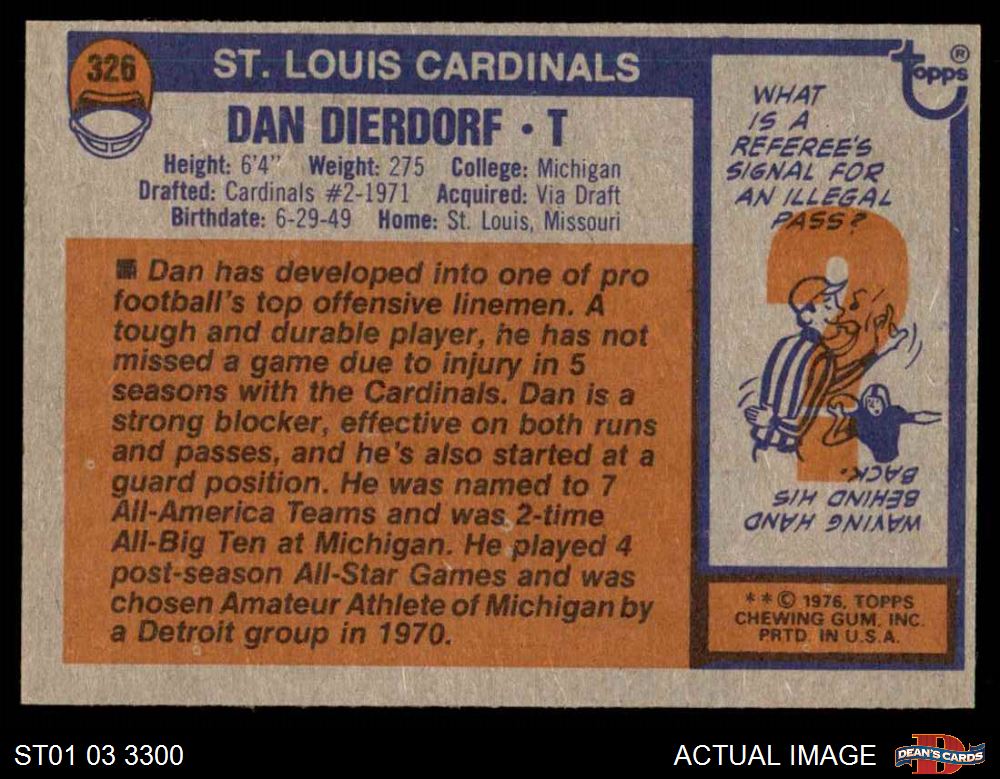 326
ST. LOUIS CARDINALS
DAN DIERDORF • T
Height: 6'4" Weight: 275 College: Michigan
Drafted: Cardinals #2-1971 Acquired: Via Draft
Birthdate: 6-29-49 Home: St. Louis, Missouri
Dan has developed into one of pro
football's top offensive linemen. A
tough and durable player, he has not
missed a game due to injury in 5
seasons with the Cardinals. Dan is a
strong blocker, effective on both runs
and passes, and he's also started at a
guard position. He was named to 7
All-America Teams and was 2-time
All-Big Ten at Michigan. He played 4
post-season All-Star Games and was
chosen Amateur Athlete of Michigan by
a Detroit group in 1970.
Topps ®
WHAT
IS A
REFEREE'S
SIGNAL FOR
AN ILLEGAL
PASS?
?
WAVING HAND
BEHIND HIS
BACK.
* * © 1976, TOPPS
CHEWING GUM, INC.
PRTD. IN U.S.A.
ST01 03 3300
ACTUAL IMAGE
D
DEAN'S CARDS